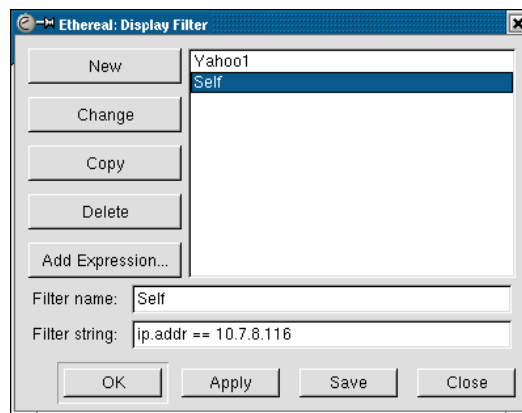 Ethereal: Display Filter
New
Change
Copy
Delete
Add Expression...
Yahoo1
Self
Filter name: Self
Filter string: ip.addr == 10.7.8.116
OK Apply Save Close